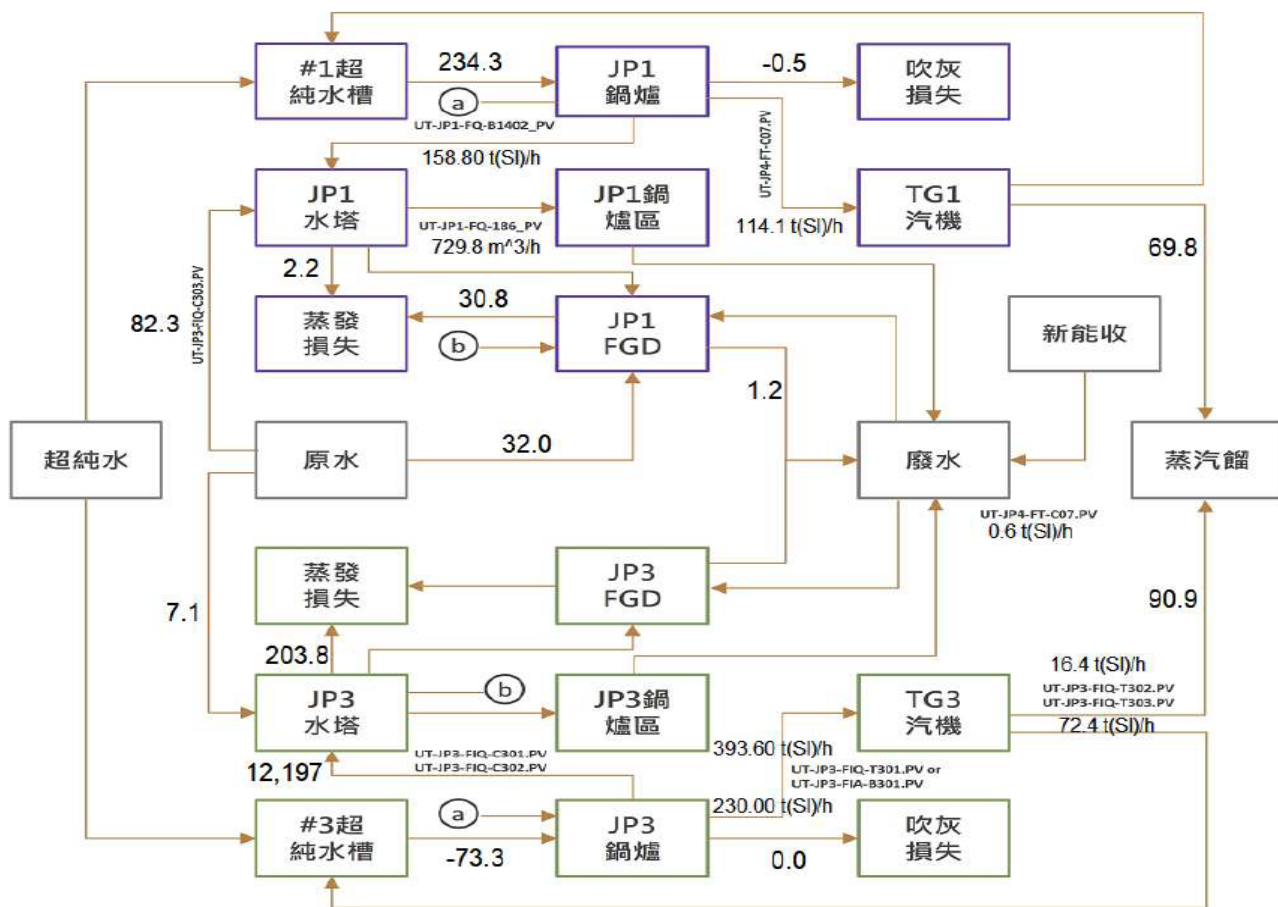 #1超
純水槽
234.3
JP1
鍋爐
-0.5
吹灰
損失
a
UT-JP1-FQ-B1402_PV
158.80 t(SI)/h
UT-JP4-FT-C07.PV
JP1
水塔
UT-JP1-FQ-186_PV
729.8 m^3/h
JP1鍋
爐區
114.1 t(SI)/h
TG1
汽機
69.8
2.2
82.3
UT-JP3-FIQ-C303.PV
蒸發
損失
30.8
b
JP1
FGD
1.2
新能收
超純水
原水
32.0
廢水
蒸汽餾
UT-JP4-FT-C07.PV
0.6 t(SI)/h
7.1
蒸發
損失
JP3
FGD
90.9
203.8
JP3
水塔
b
JP3鍋
爐區
TG3
汽機
16.4 t(SI)/h
UT-JP3-FIQ-T302.PV
UT-JP3-FIQ-T303.PV
72.4 t(SI)/h
UT-JP3-FIQ-C301.PV
UT-JP3-FIQ-C302.PV
12,197
393.60 t(SI)/h
UT-JP3-FIQ-T301.PV or
UT-JP3-FIA-B301.PV
230.00 t(SI)/h
#3超
純水槽
a
-73.3
JP3
鍋爐
0.0
吹灰
損失